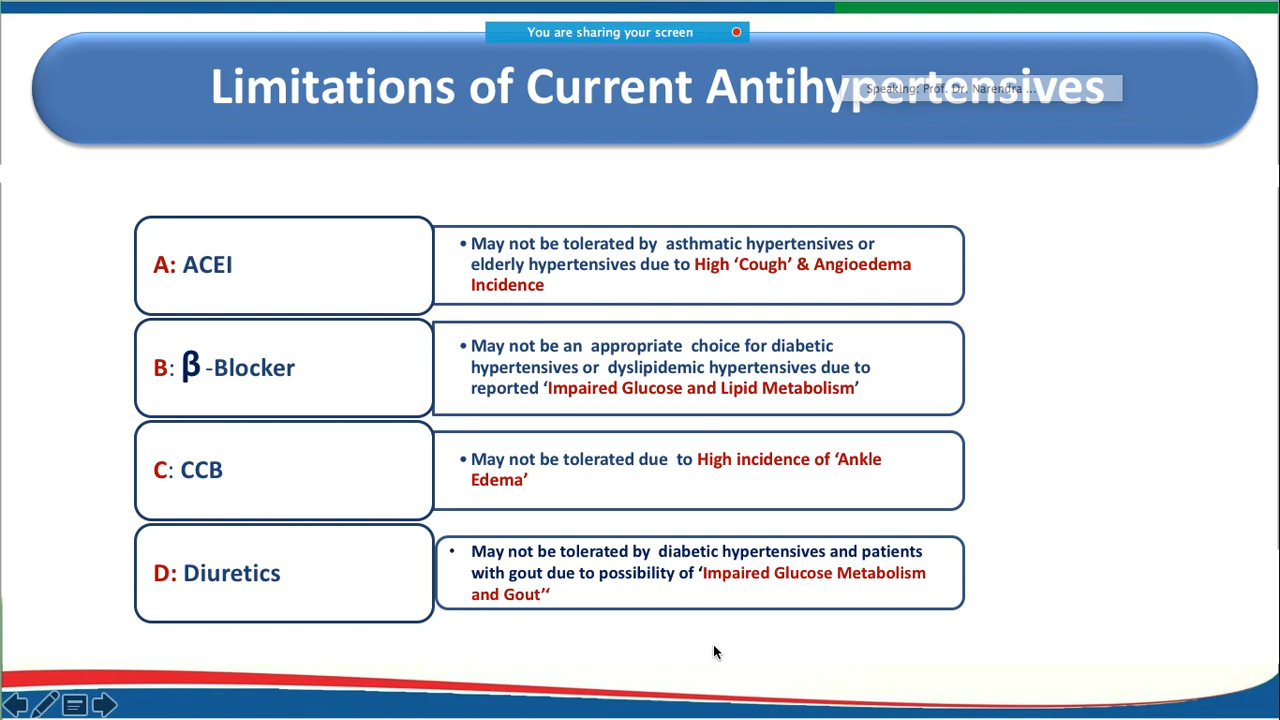 You are sharing your screen
Limitations of Current Antihypertensives
Speaking: Prof. Dr. Narendra ...
A: ACEI
• May not be tolerated by asthmatic hypertensives or
elderly hypertensives due to High ‘Cough’ & Angioedema
Incidence
B: β -Blocker
• May not be an appropriate choice for diabetic
hypertensives or dyslipidemic hypertensives due to
reported ‘Impaired Glucose and Lipid Metabolism’
C: CCB
• May not be tolerated due to High incidence of ‘Ankle
Edema’
D: Diuretics
• May not be tolerated by diabetic hypertensives and patients
with gout due to possibility of ‘Impaired Glucose Metabolism
and Gout’‘